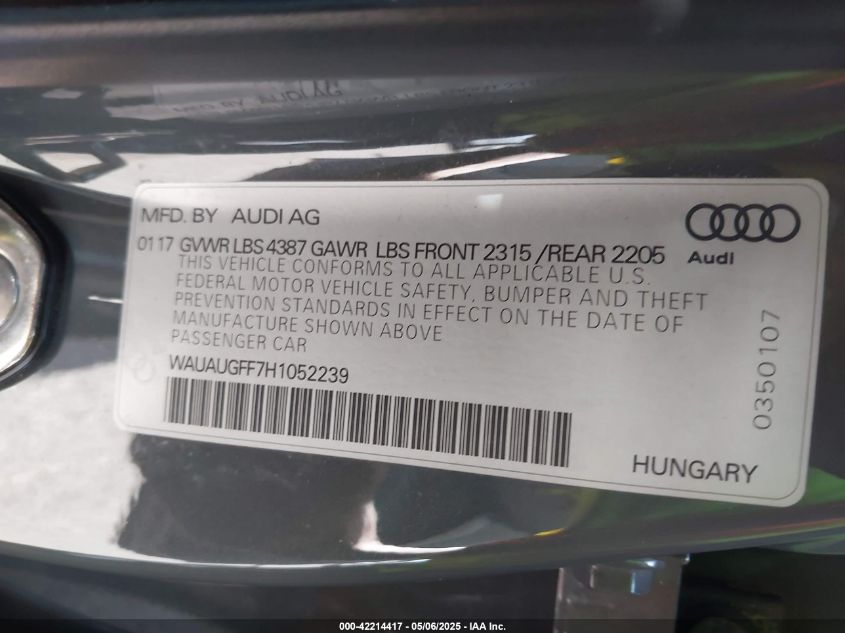 MFD. BY AUDI AG
0117 GVWR LBS 4387 GAWR LBS FRONT 2315 /REAR 2205
THIS VEHICLE CONFORMS TO ALL APPLICABLE U.S.
FEDERAL MOTOR VEHICLE SAFETY, BUMPER AND THEFT
PREVENTION STANDARDS IN EFFECT ON THE DATE OF
MANUFACTURE SHOWN ABOVE
PASSENGER CAR
WAUAUGFF7H1052239
Audi
0350107
HUNGARY
000-42214417 - 05/06/2025 - IAA Inc.